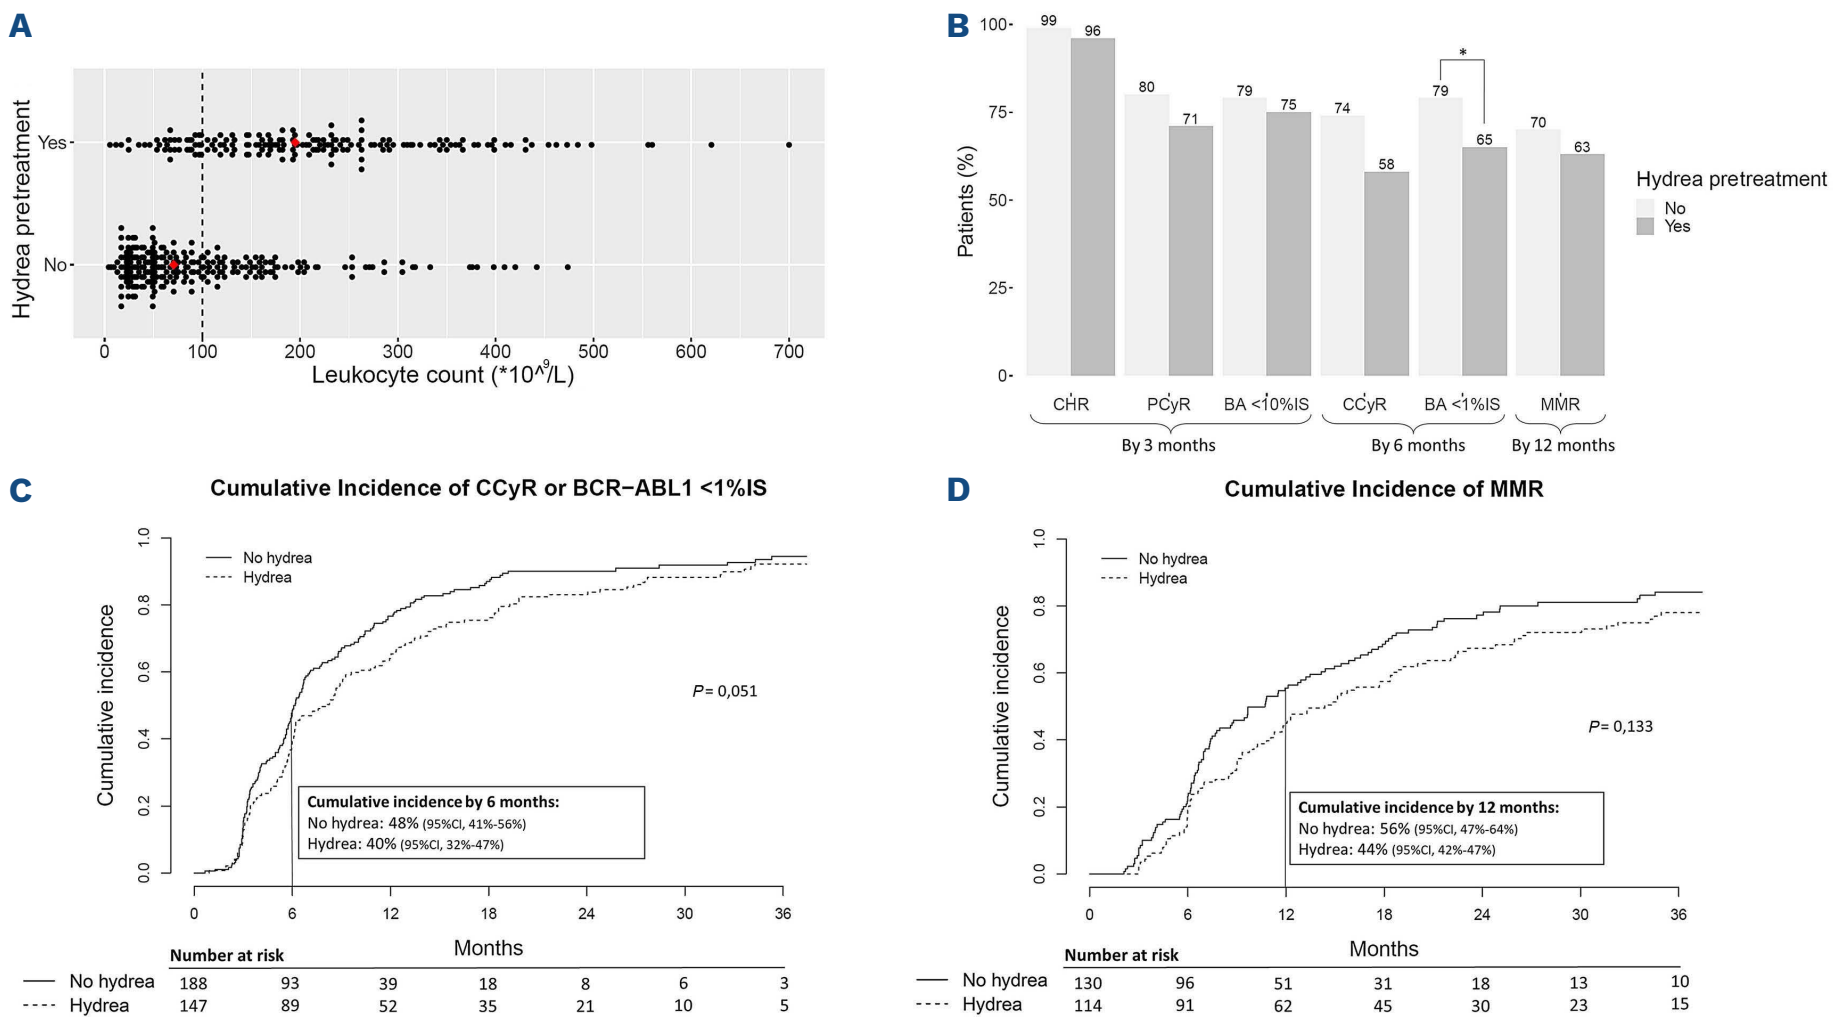 A
Hydrea pretreatment
Yes
No
0 100 200 300 400 500 600 700
Leukocyte count (*10^9/L)
B
Patients (%)
100
75
50
25
0
99 96 80 71 79 75 74 58 79 65 70 63
*
CHR PCyR BA <10%IS CCyR BA <1%IS MMR
By 3 months By 6 months By 12 months
Hydrea pretreatment
No
Yes
C
Cumulative Incidence of CCyR or BCR−ABL1 <1%IS
Cumulative incidence
1.0
0.8
0.6
0.4
0.2
0.0
No hydrea
Hydrea
P = 0,051
Cumulative incidence by 6 months:
No hydrea: 48% (95%CI, 41%-56%)
Hydrea: 40% (95%CI, 32%-47%)
0 6 12 18 24 30 36
Months
Number at risk
No hydrea 188 93 39 18 8 6 3
Hydrea 147 89 52 35 21 10 5
D
Cumulative Incidence of MMR
Cumulative incidence
1.0
0.8
0.6
0.4
0.2
0.0
No hydrea
Hydrea
P = 0,133
Cumulative incidence by 12 months:
No hydrea: 56% (95%CI, 47%-64%)
Hydrea: 44% (95%CI, 42%-47%)
0 6 12 18 24 30 36
Months
Number at risk
No hydrea 130 96 51 31 18 13 10
Hydrea 114 91 62 45 30 23 15